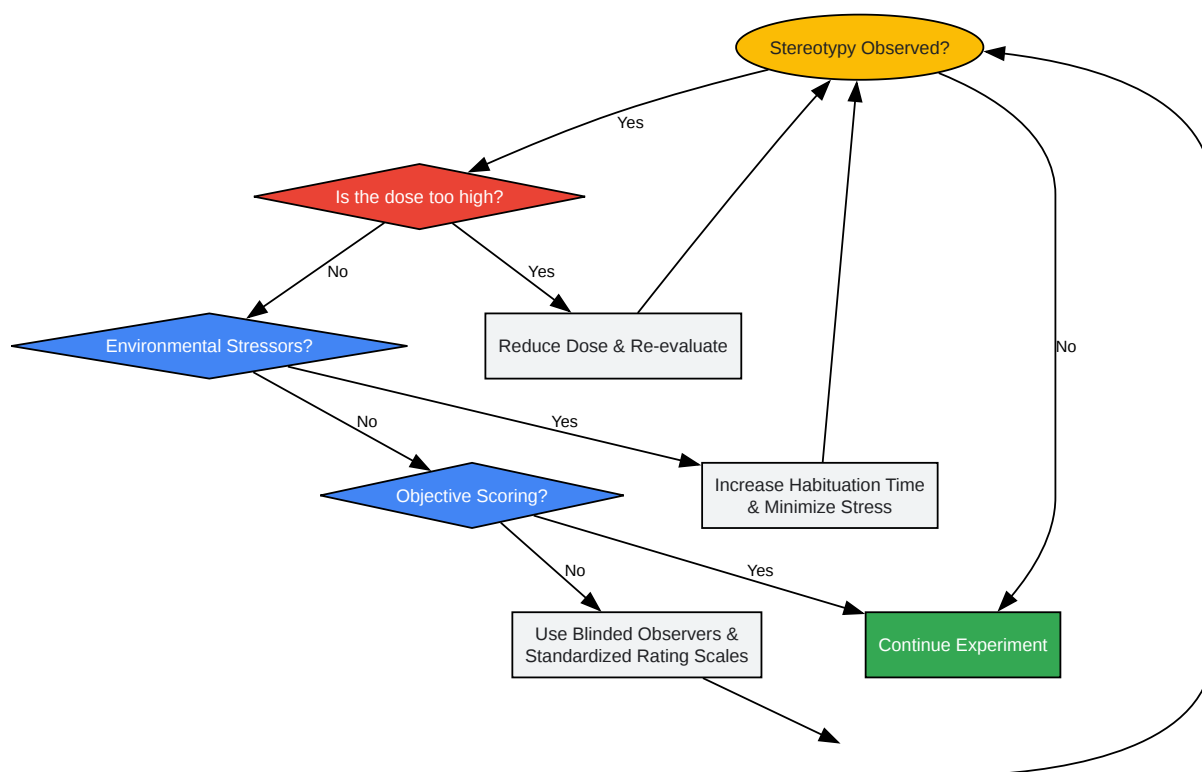 Stereotypy Observed?
Yes
Is the dose too high?
No
Yes
Environmental Stressors?
Reduce Dose & Re-evaluate
No
No
Yes
Increase Habituation Time
& Minimize Stress
Objective Scoring?
No
Yes
Use Blinded Observers &
Standardized Rating Scales
Continue Experiment